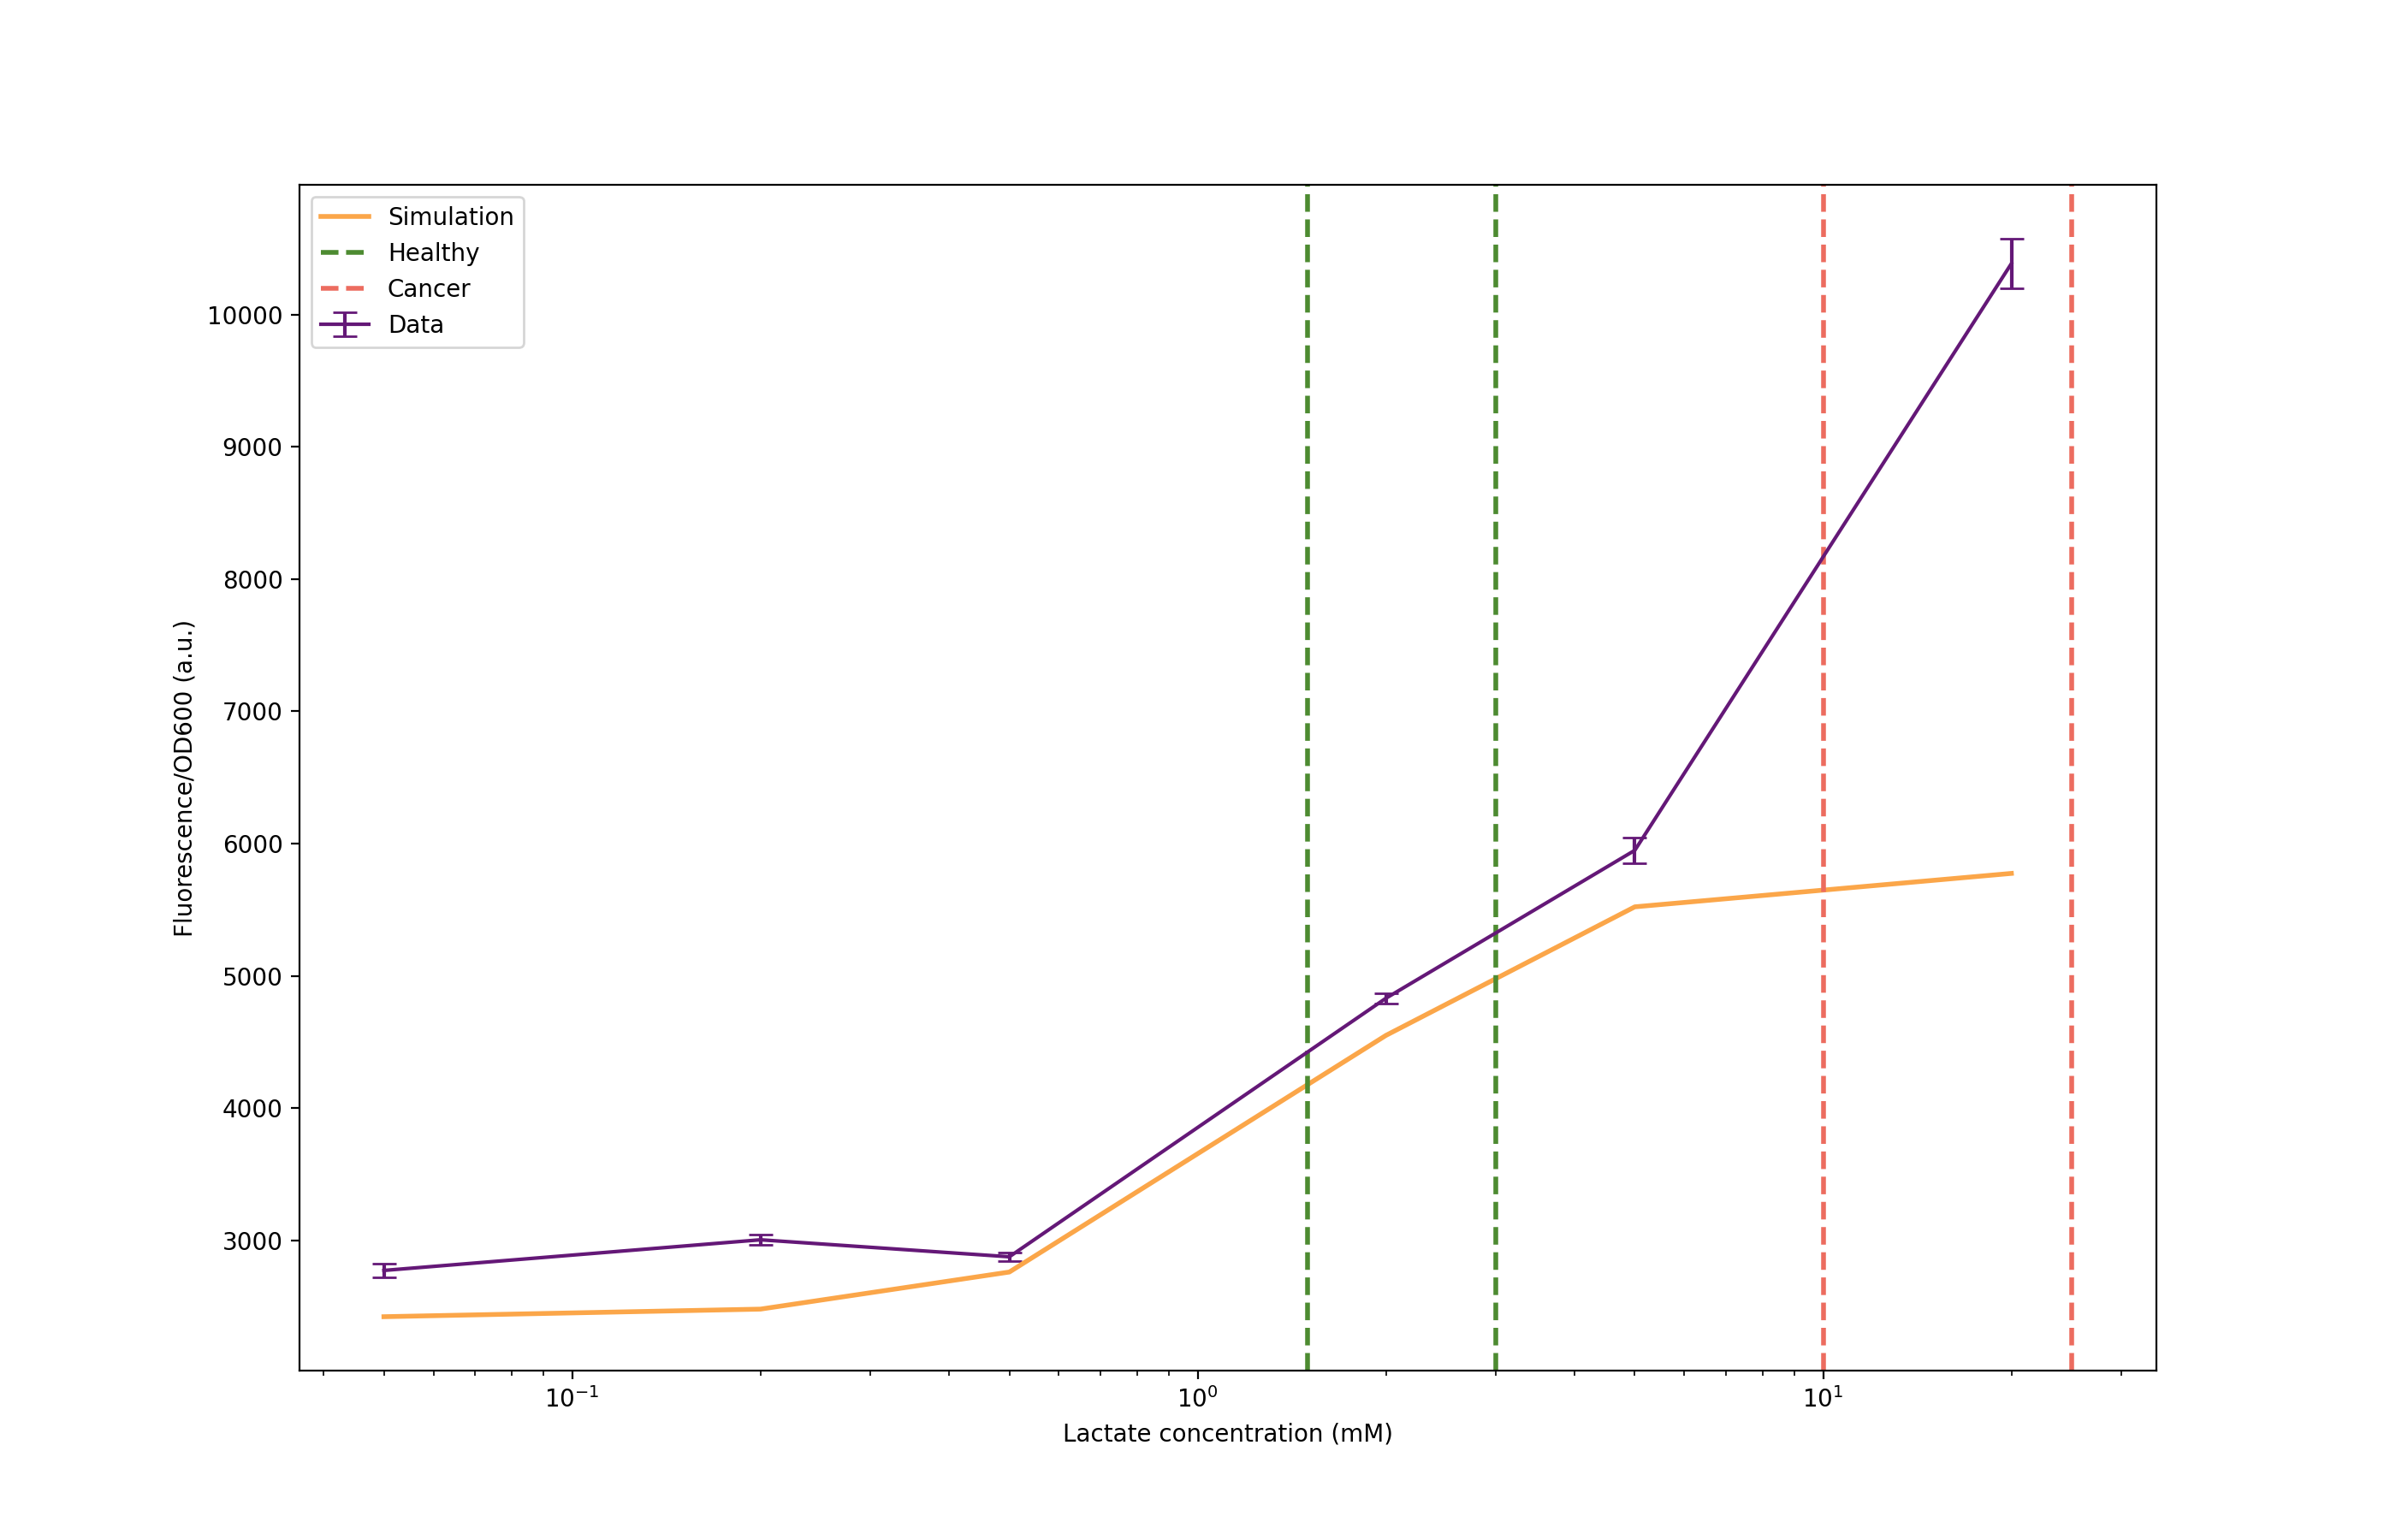 Simulation
Healthy
Cancer
Data
10000
9000
8000
7000
6000
5000
4000
3000
Fluorescence/OD600 (a.u.)
10⁻¹ 10⁰ 10¹
Lactate concentration (mM)